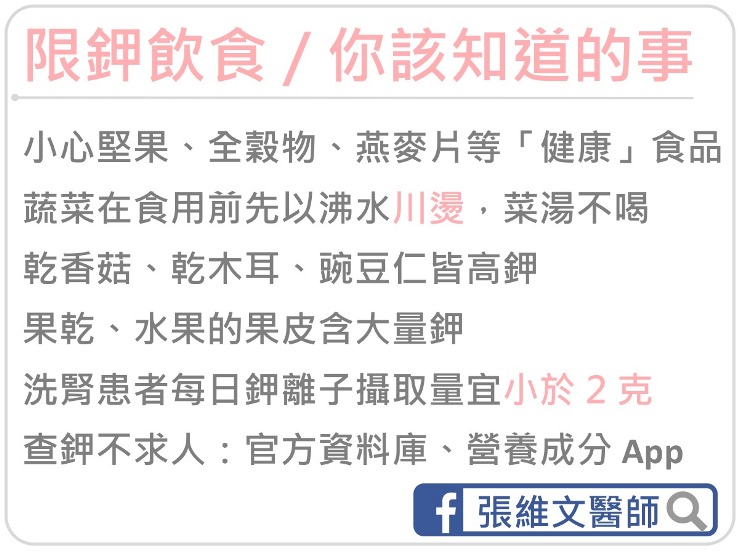 限鉀飲食 / 你該知道的事
小心堅果、全穀物、燕麥片等「健康」食品
蔬菜在食用前先以沸水川燙，菜湯不喝
乾香菇、乾木耳、豌豆仁皆高鉀
果乾、水果的果皮含大量鉀
洗腎患者每日鉀離子攝取量宜小於 2 克
查鉀不求人：官方資料庫、營養成分 App
f 張維文醫師